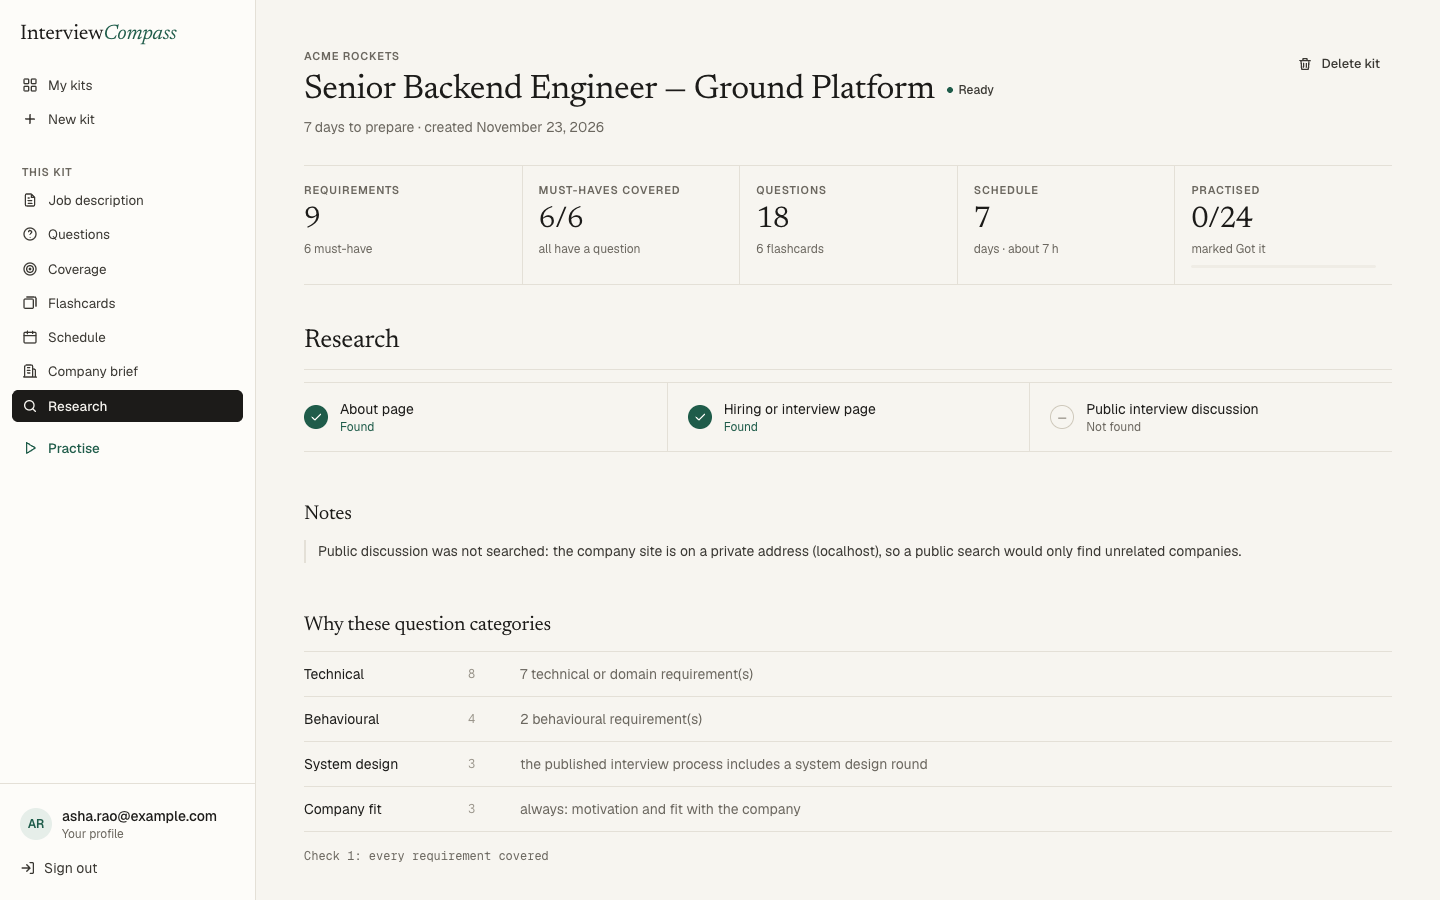 InterviewCompass
My kits
New kit
THIS KIT
Job description
Questions
Coverage
Flashcards
Schedule
Company brief
Research
Practise
AR
asha.rao@example.com
Your profile
Sign out
ACME ROCKETS
Senior Backend Engineer — Ground Platform
Ready
Delete kit
7 days to prepare · created November 23, 2026
REQUIREMENTS
9
6 must-have
MUST-HAVES COVERED
6/6
all have a question
QUESTIONS
18
6 flashcards
SCHEDULE
7
days · about 7 h
PRACTISED
0/24
marked Got it
Research
About page
Found
Hiring or interview page
Found
Public interview discussion
Not found
Notes
Public discussion was not searched: the company site is on a private address (localhost), so a public search would only find unrelated companies.
Why these question categories
Technical 8 7 technical or domain requirement(s)
Behavioural 4 2 behavioural requirement(s)
System design 3 the published interview process includes a system design round
Company fit 3 always: motivation and fit with the company
Check 1: every requirement covered